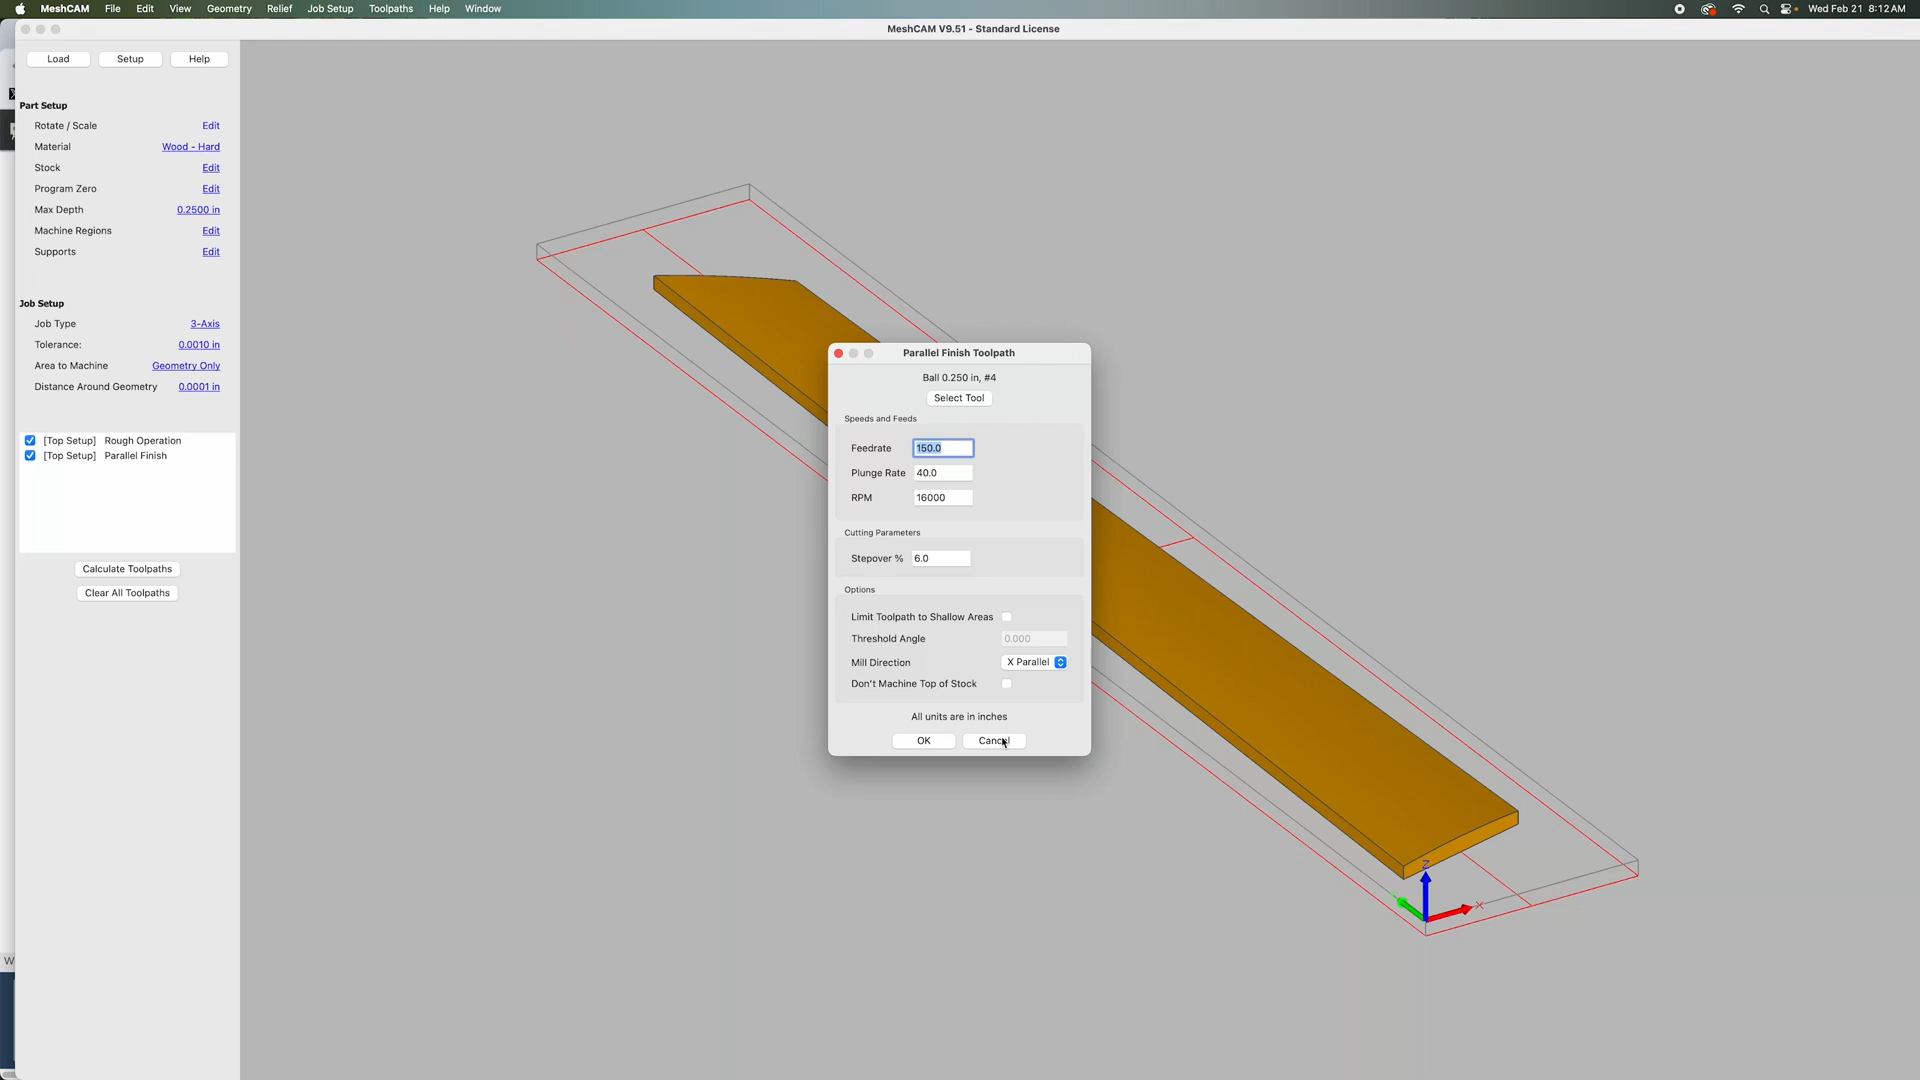 MeshCAM File Edit View Geometry Relief Job Setup Toolpaths Help Window Wed Feb 21 8:12 AM
MeshCAM V9.51 - Standard License
Load Setup Help
Part Setup
Rotate / Scale Edit
Material Wood - Hard
Stock Edit
Program Zero Edit
Max Depth 0.2500 in
Machine Regions Edit
Supports Edit
Job Setup
Job Type 3-Axis
Tolerance: 0.0010 in
Area to Machine Geometry Only
Distance Around Geometry 0.0001 in
[Top Setup] Rough Operation
[Top Setup] Parallel Finish
Calculate Toolpaths
Clear All Toolpaths
Parallel Finish Toolpath
Ball 0.250 in, #4
Select Tool
Speeds and Feeds
Feedrate 150.0
Plunge Rate 40.0
RPM 16000
Cutting Parameters
Stepover % 6.0
Options
Limit Toolpath to Shallow Areas
Threshold Angle 0.000
Mill Direction X Parallel
Don't Machine Top of Stock
All units are in inches
OK Cancel
Z
X
W